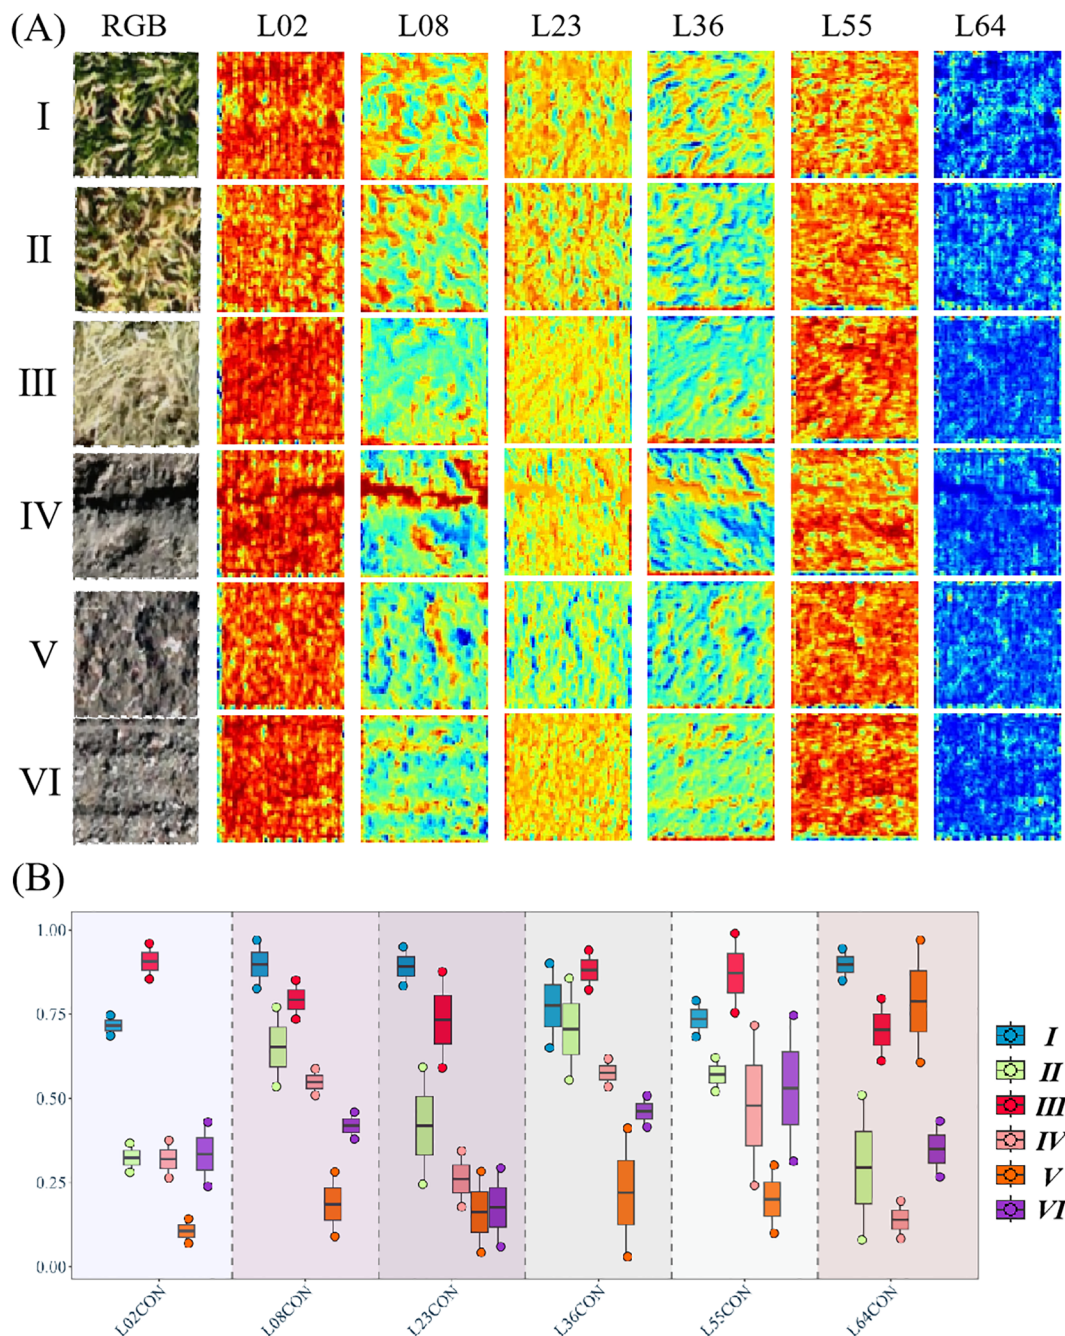 (A) RGB L02 L08 L23 L36 L55 L64
I
II
III
IV
V
VI
(B)
1.00
0.75
0.50
0.25
0.00
L02CON L08CON L23CON L36CON L55CON L64CON
I
II
III
IV
V
VI